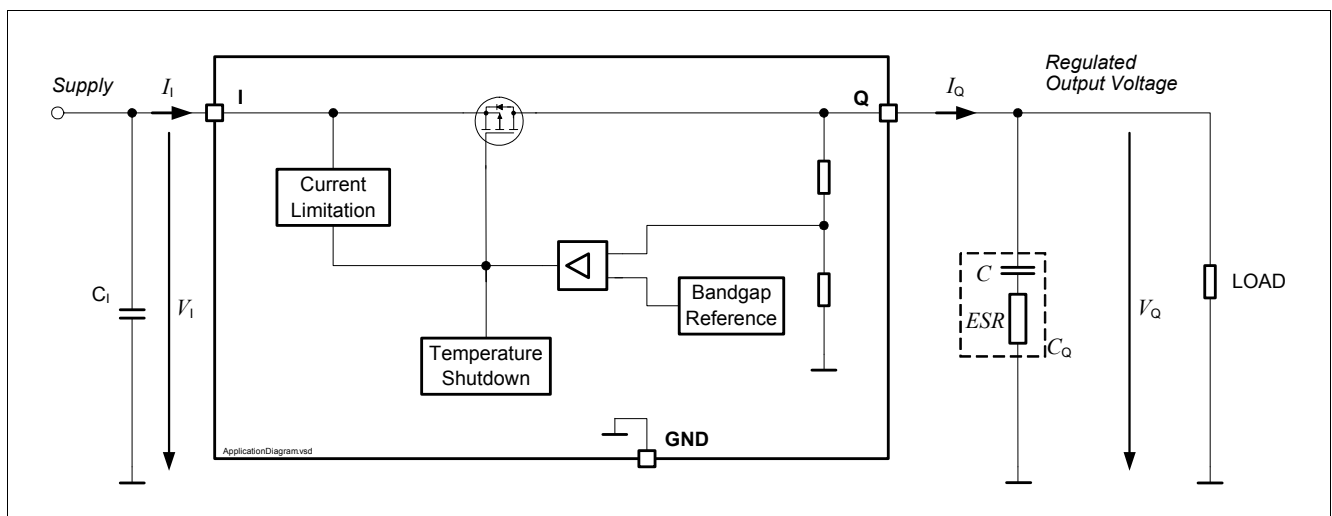 Supply
I_I
I
Q
I_Q
Regulated
Output Voltage
Current
Limitation
C_I
V_I
Bandgap
Reference
Temperature
Shutdown
C
ESR
C_Q
V_Q
LOAD
GND
ApplicationDiagram.vsd